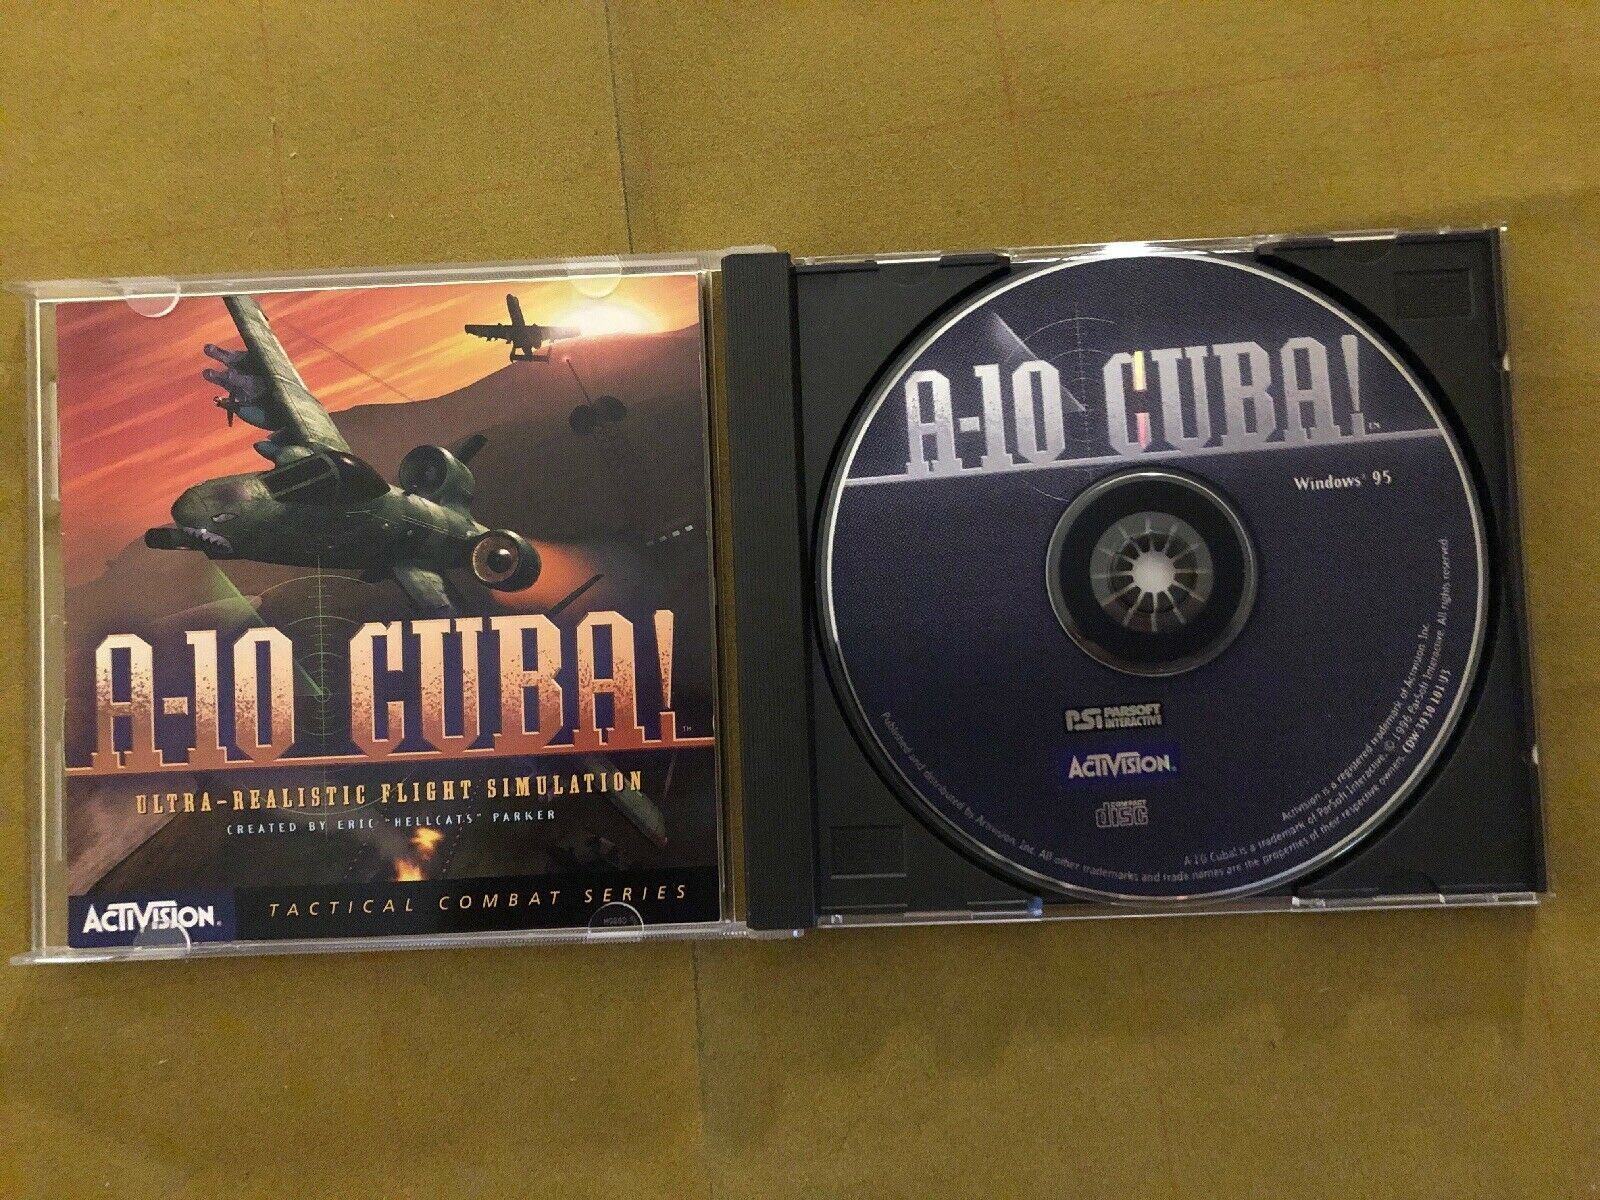 A-10 CUBA!™
ULTRA-REALISTIC FLIGHT SIMULATION
CREATED BY ERIC "HELLCATS" PARKER
ACTIVISION®
TACTICAL COMBAT SERIES
A-10 CUBA!™
Windows® 95
PSi PARSOFT
INTERACTIVE
ACTIVISION®
COMPACT
disc
Published and distributed by Activision, Inc. All other trademarks and trade names are the properties of their respective owners.
A-10 Cuba! is a trademark of ParSoft Interactive. © 1996 ParSoft Interactive. All rights reserved.
Activision is a registered trademark of Activision, Inc.